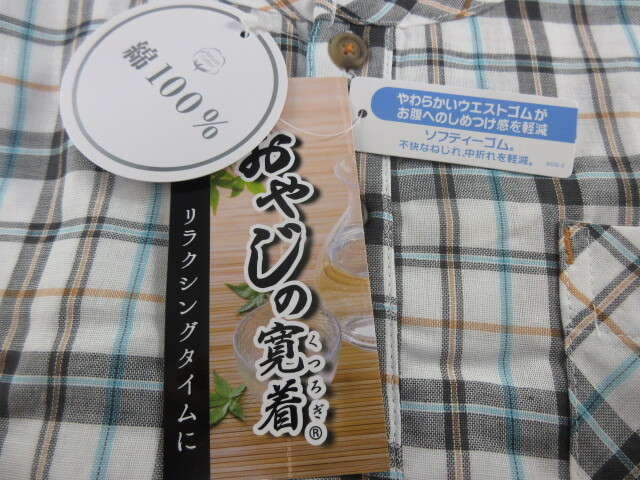 綿100%
やわらかいウエストゴムが
お腹へのしめつけ感を軽減
ソフティーゴム。
不快なねじれ、中折れを軽減。
おやじの寛着®
くつろぎ
リラクシングタイムに